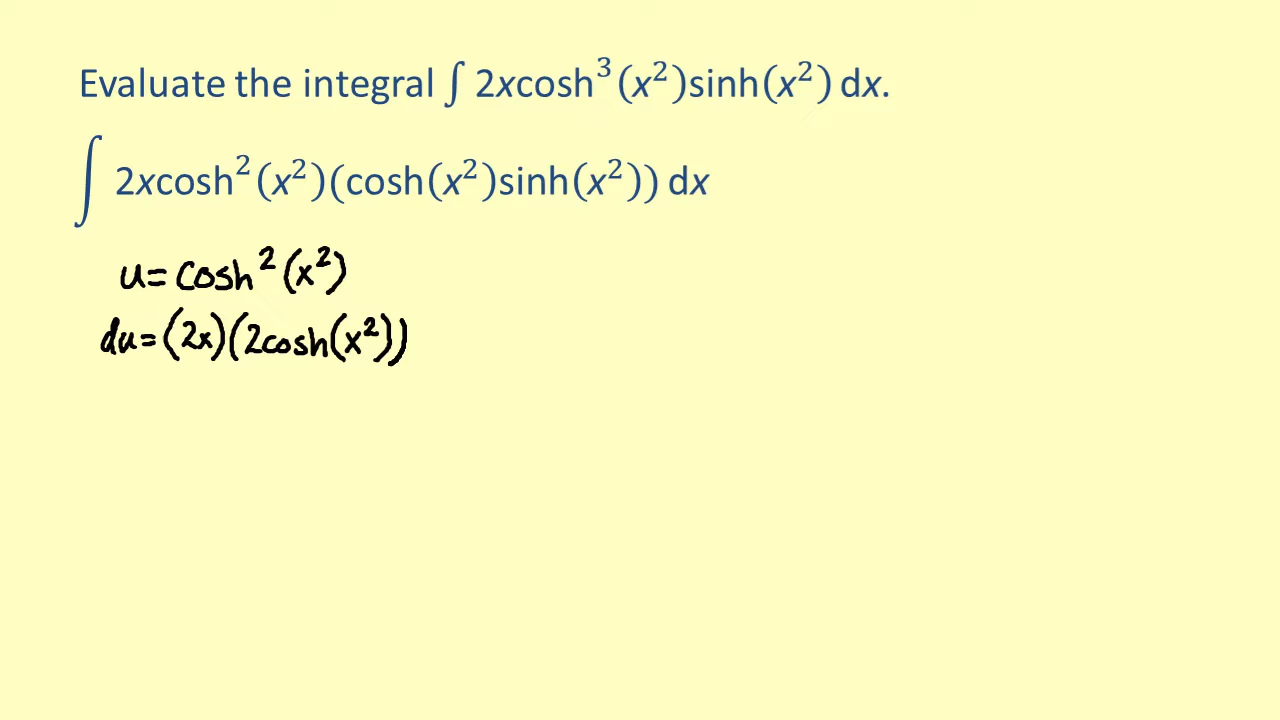 Evaluate the integral ∫ 2xcosh³(x²)sinh(x²) dx.
∫ 2xcosh²(x²)(cosh(x²)sinh(x²)) dx
u=cosh²(x²)
du=(2x)(2cosh(x²))